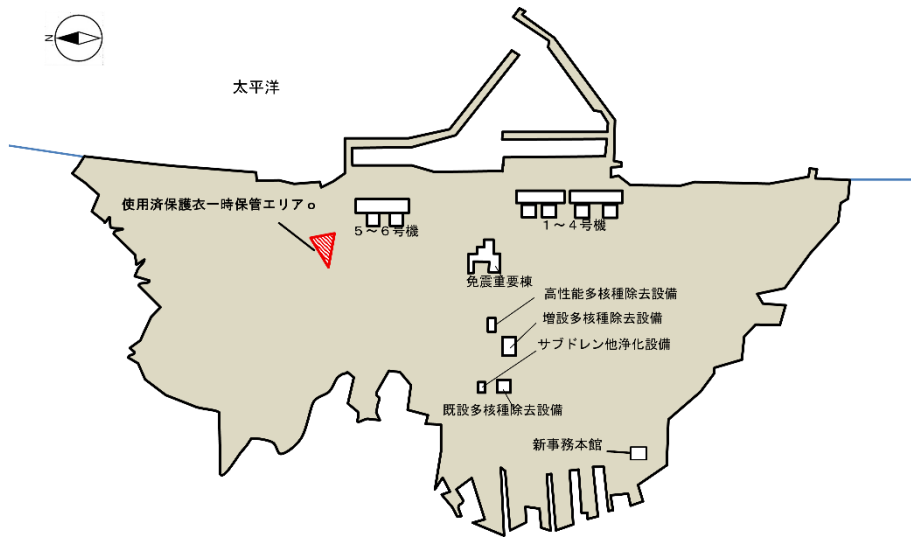 N
太平洋
使用済保護衣一時保管エリアo
５～６号機
１～４号機
免震重要棟
高性能多核種除去設備
増設多核種除去設備
サブドレン他浄化設備
既設多核種除去設備
新事務本館